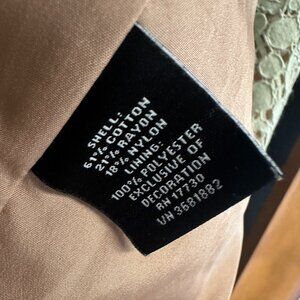 SHELL:
61% COTTON
21% RAYON
18% NYLON
LINING:
100% POLYESTER
EXCLUSIVE OF
DECORATION
RN 17730
VN 3681882